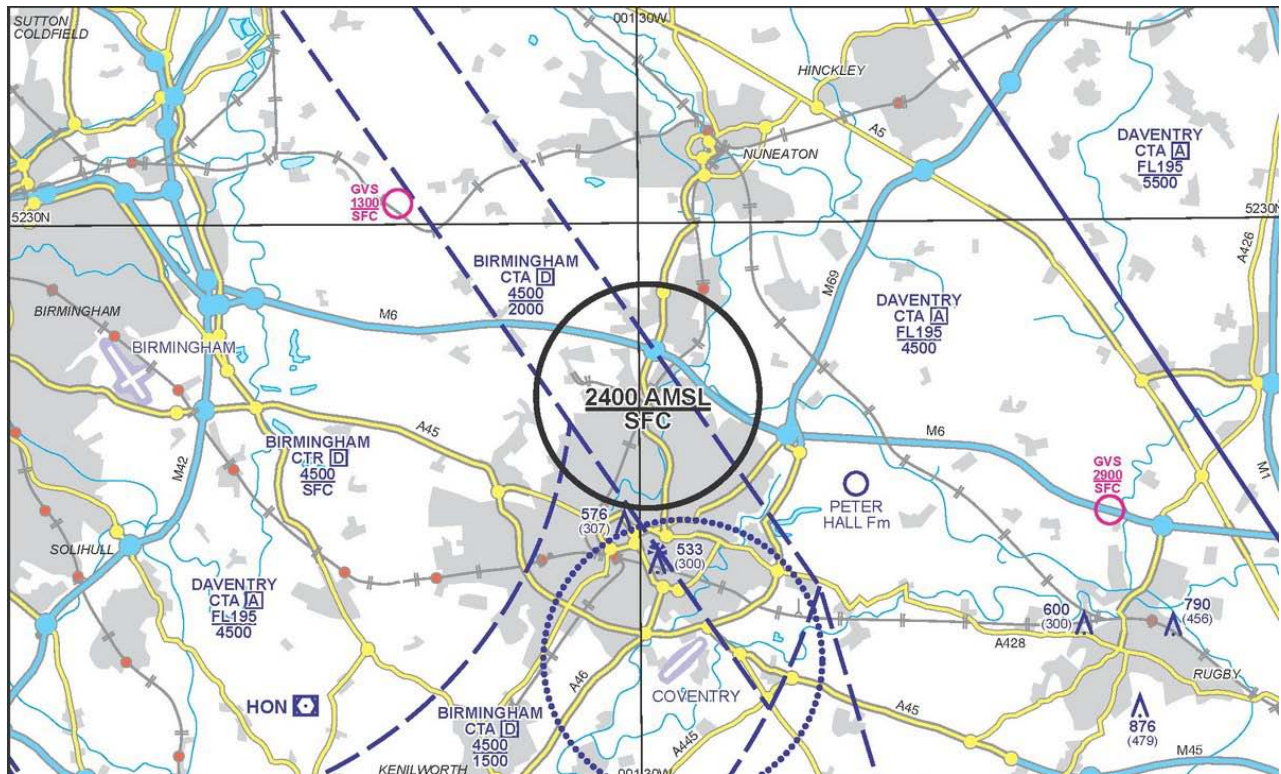 SUTTON
COLDFIELD
001
30W
HINCKLEY
A5
NUNEATON
DAVENTRY
CTA A
FL195
5500
GVS
1300
SFC
5230N
5230N
A426
M69
BIRMINGHAM
CTA D
4500
2000
DAVENTRY
CTA A
FL195
4500
BIRMINGHAM
BIRMINGHAM
M6
2400 AMSL
SFC
A45
M6
M1
M42
BIRMINGHAM
CTR D
4500
SFC
GVS
2900
SFC
PETER
HALL Fm
576
(307)
533
(300)
SOLIHULL
DAVENTRY
CTA A
FL195
4500
600
(300)
790
(456)
A428
RUGBY
HON
A46
COVENTRY
A45
BIRMINGHAM
CTA D
4500
1500
A445
876
(479)
M45
KENILWORTH
00130W